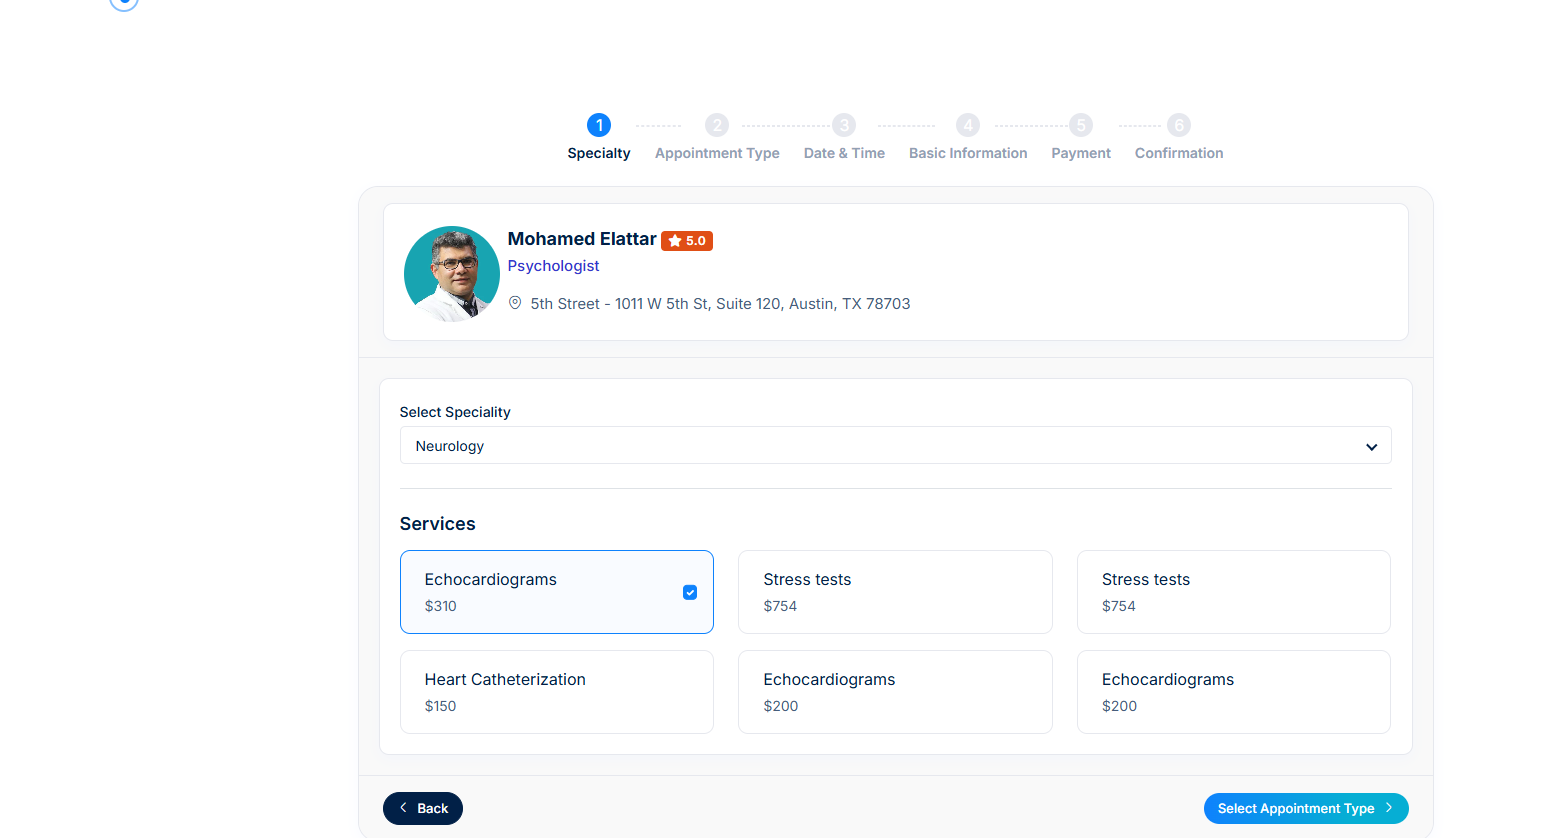 1 2 3 4 5 6
Specialty Appointment Type Date & Time Basic Information Payment Confirmation
Mohamed Elattar 5.0
Psychologist
5th Street - 1011 W 5th St, Suite 120, Austin, TX 78703
Select Speciality
Neurology
Services
Echocardiograms Stress tests Stress tests
$310 $754 $754
Heart Catheterization Echocardiograms Echocardiograms
$150 $200 $200
Back Select Appointment Type